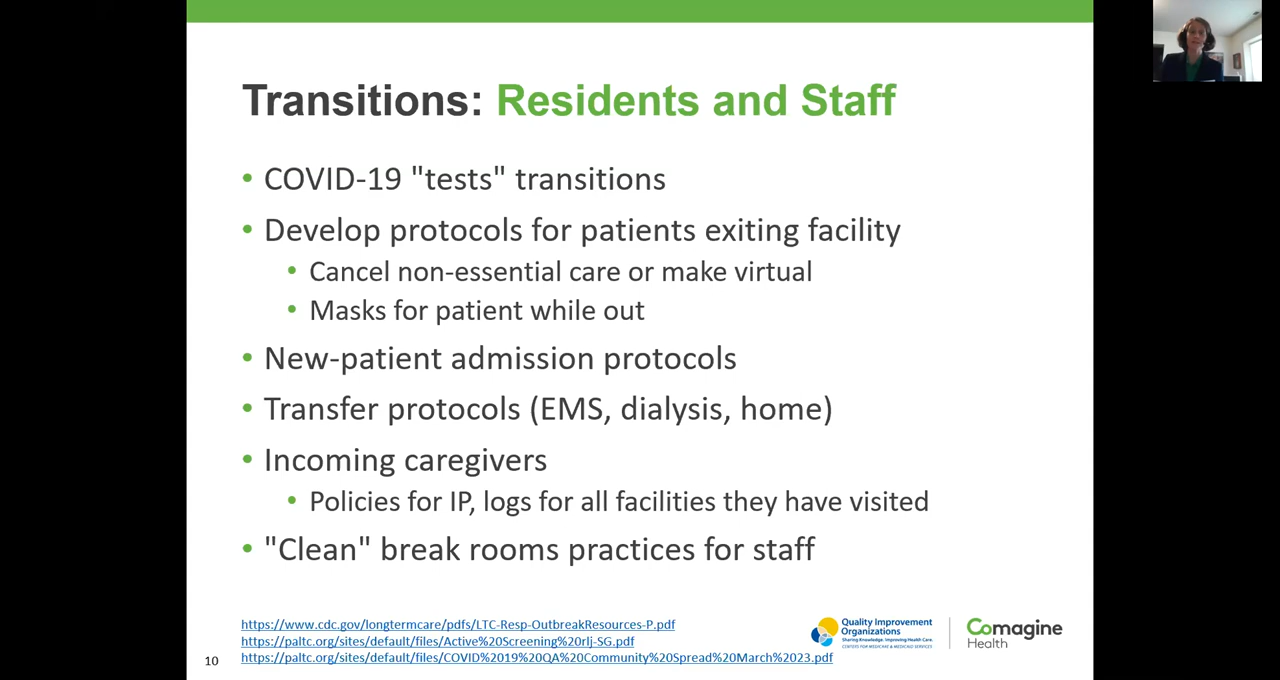 Transitions: Residents and Staff
• COVID-19 "tests" transitions
• Develop protocols for patients exiting facility
• Cancel non-essential care or make virtual
• Masks for patient while out
• New-patient admission protocols
• Transfer protocols (EMS, dialysis, home)
• Incoming caregivers
• Policies for IP, logs for all facilities they have visited
• "Clean" break rooms practices for staff
https://www.cdc.gov/longtermcare/pdfs/LTC-Resp-OutbreakResources-P.pdf
https://paltc.org/sites/default/files/Active%20Screening%20rlj-SG.pdf
https://paltc.org/sites/default/files/COVID%2019%20QA%20Community%20Spread%20March%2023.pdf
10
Quality Improvement
Organizations
Sharing Knowledge. Improving Health Care.
CENTERS FOR MEDICARE & MEDICAID SERVICES
Comagine
Health